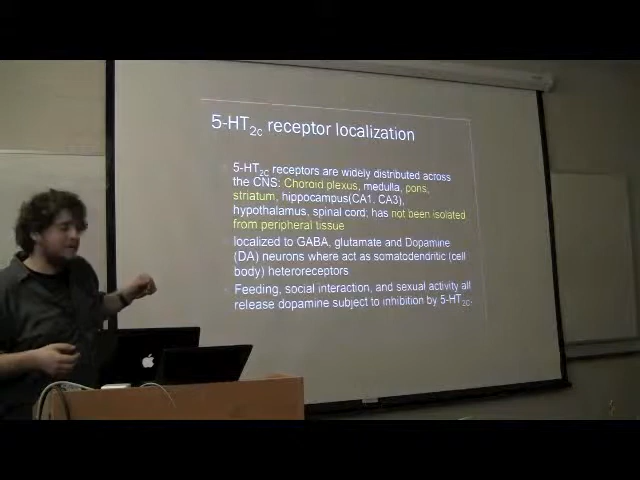 5-HT2c receptor localization
5-HT2C receptors are widely distributed across
the CNS: Choroid plexus, medulla, pons,
striatum, hippocampus(CA1. CA3),
hypothalamus, spinal cord; has not been isolated
from peripheral tissue
localized to GABA, glutamate and Dopamine
(DA) neurons where act as somatodendritic (cell
body) heteroreceptors
Feeding, social interaction, and sexual activity all
release dopamine subject to inhibition by 5-HT2C.